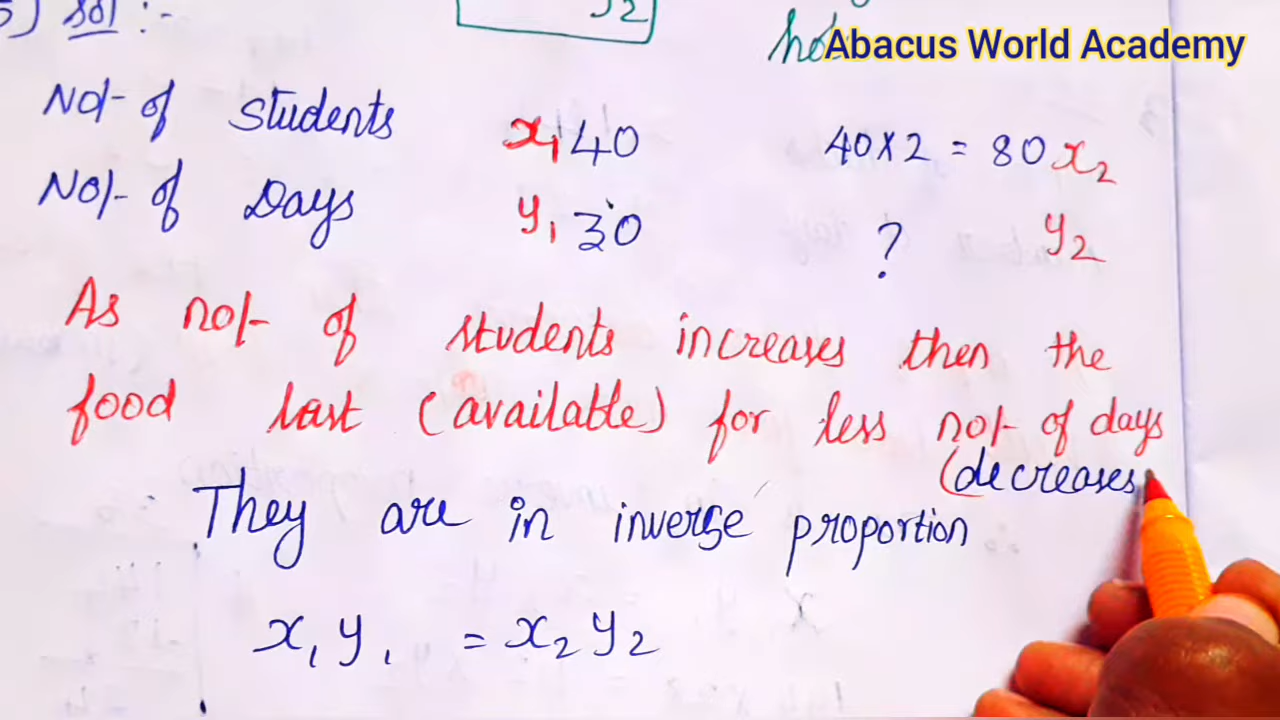 5) Sol :-
y2
Abacus World Academy
No/- of Students x1 40 40 x 2 = 80 x2
No/- of Days y1 30 ? y2
As no/- of students increases then the
food last (available) for less no/- of days
(decreases
They are in inverse proportion
x1 y1 = x2 y2